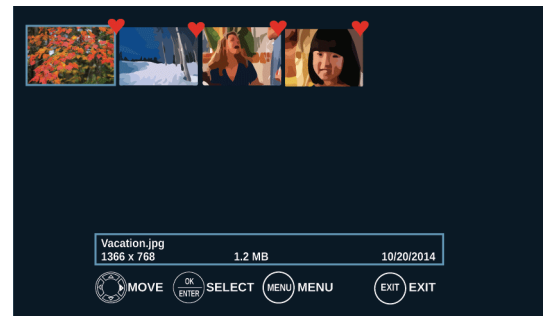 Vacation.jpg
1366 x 768 1.2 MB 10/20/2014
MOVE OK ENTER SELECT MENU MENU EXIT EXIT